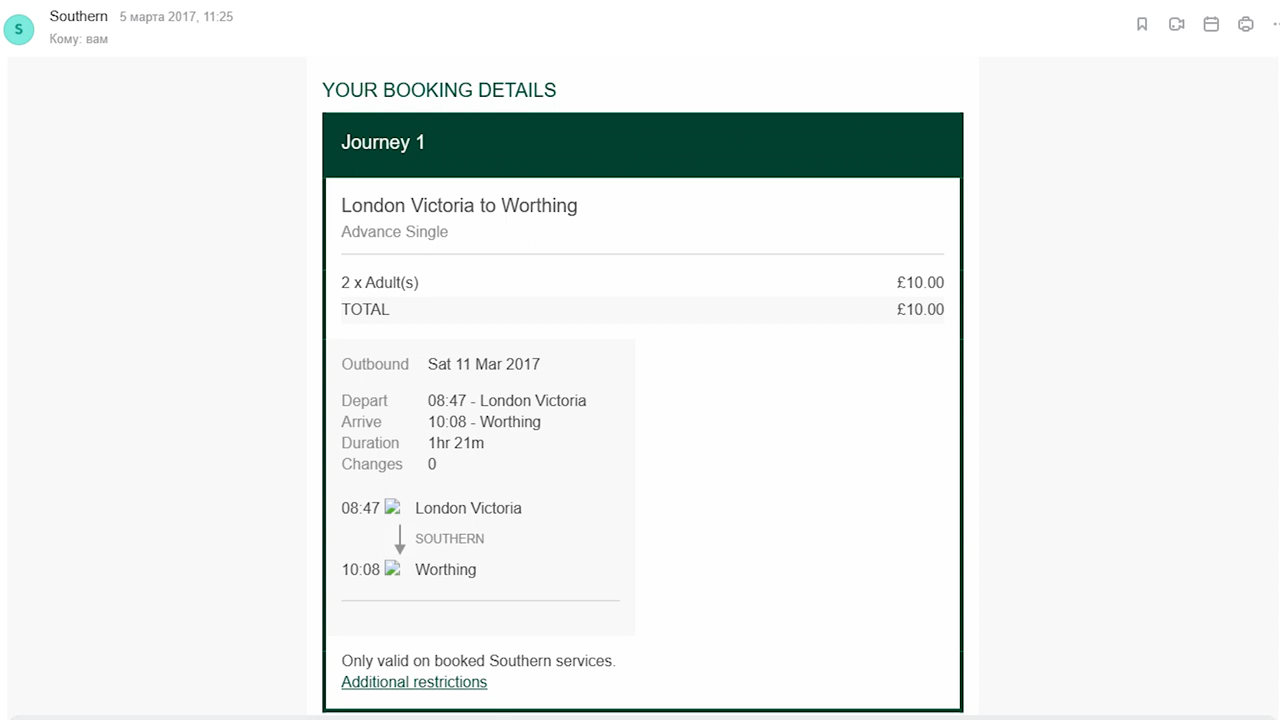 S
Southern 5 марта 2017, 11:25
Кому: вам
YOUR BOOKING DETAILS
Journey 1
London Victoria to Worthing
Advance Single
2 x Adult(s) £10.00
TOTAL £10.00
Outbound Sat 11 Mar 2017
Depart 08:47 - London Victoria
Arrive 10:08 - Worthing
Duration 1hr 21m
Changes 0
08:47 London Victoria
SOUTHERN
10:08 Worthing
Only valid on booked Southern services.
Additional restrictions